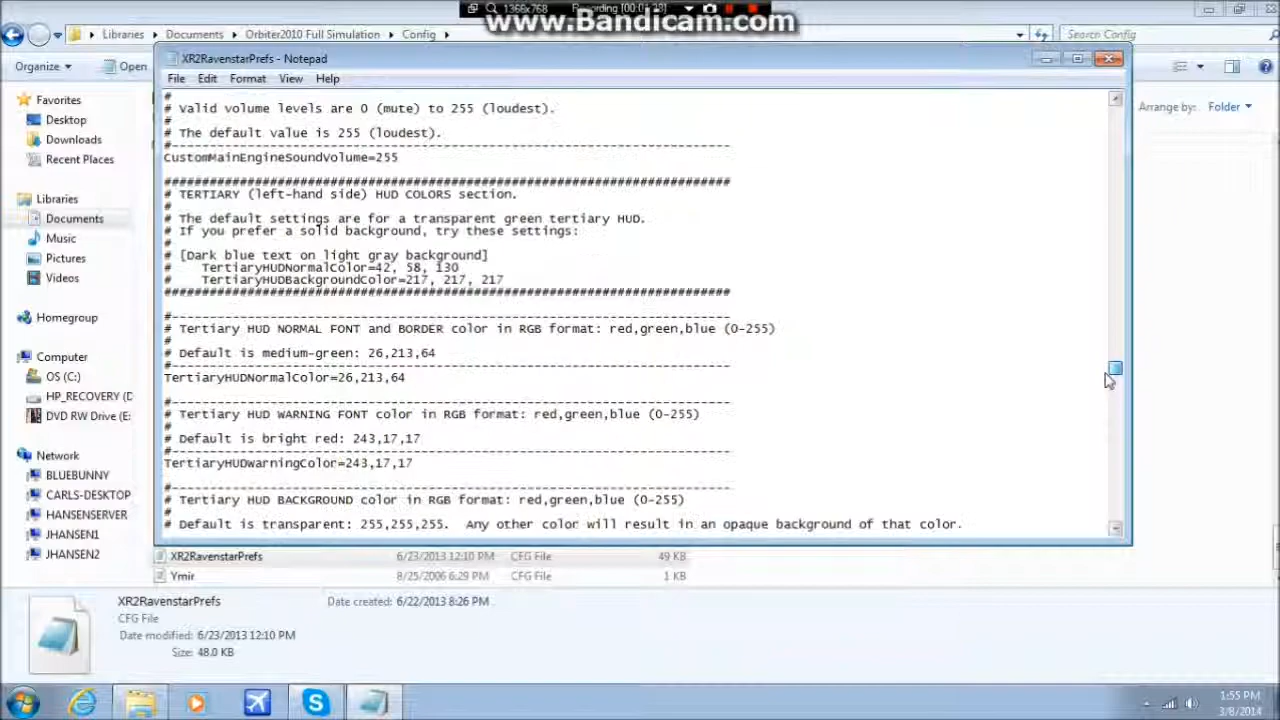 1366x768 Recording [00:01:28]
www.Bandicam.com
Libraries Documents Orbiter2010 Full Simulation Config Search Config
XR2RavenstarPrefs - Notepad
Organize Open Arrange by: Folder
File Edit Format View Help
Favorites
Desktop
Downloads
Recent Places
Libraries
Documents
Music
Pictures
Videos
Homegroup
Computer
OS (C:)
HP_RECOVERY (D
DVD RW Drive (E:
Network
BLUEBUNNY
CARLS-DESKTOP
HANSENSERVER
JHANSEN1
JHANSEN2
#
# Valid volume levels are 0 (mute) to 255 (loudest).
#
# The default value is 255 (loudest).
#---------------------------------------------------------------------------
CustomMainEngineSoundVolume=255
###########################################################################
# TERTIARY (left-hand side) HUD COLORS section.
#
# The default settings are for a transparent green tertiary HUD.
# If you prefer a solid background, try these settings:
#
# [Dark blue text on light gray background]
#    TertiaryHUDNormalColor=42, 58, 130
#    TertiaryHUDBackgroundColor=217, 217, 217
###########################################################################
#---------------------------------------------------------------------------
# Tertiary HUD NORMAL FONT and BORDER color in RGB format: red,green,blue (0-255)
#
# Default is medium-green: 26,213,64
#---------------------------------------------------------------------------
TertiaryHUDNormalColor=26,213,64
#---------------------------------------------------------------------------
# Tertiary HUD WARNING FONT color in RGB format: red,green,blue (0-255)
#
# Default is bright red: 243,17,17
#---------------------------------------------------------------------------
TertiaryHUDWarningColor=243,17,17
#---------------------------------------------------------------------------
# Tertiary HUD BACKGROUND color in RGB format: red,green,blue (0-255)
#
# Default is transparent: 255,255,255.  Any other color will result in an opaque background of that color.
XR2RavenstarPrefs 6/23/2013 12:10 PM CFG File 49 KB
Ymir 8/25/2006 6:29 PM CFG File 1 KB
XR2RavenstarPrefs Date created: 6/22/2013 8:26 PM
CFG File
Date modified: 6/23/2013 12:10 PM
Size: 48.0 KB
1:55 PM
3/8/2014